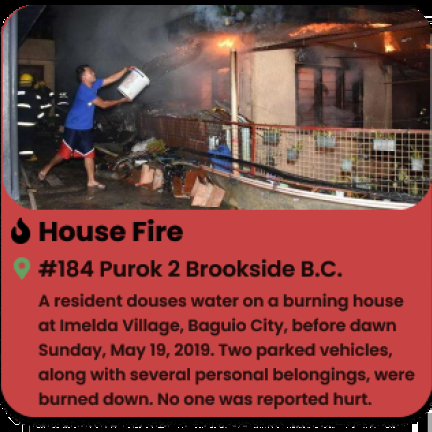 House Fire
#184 Purok 2 Brookside B.C.
A resident douses water on a burning house
at Imelda Village, Baguio City, before dawn
Sunday, May 19, 2019. Two parked vehicles,
along with several personal belongings, were
burned down. No one was reported hurt.